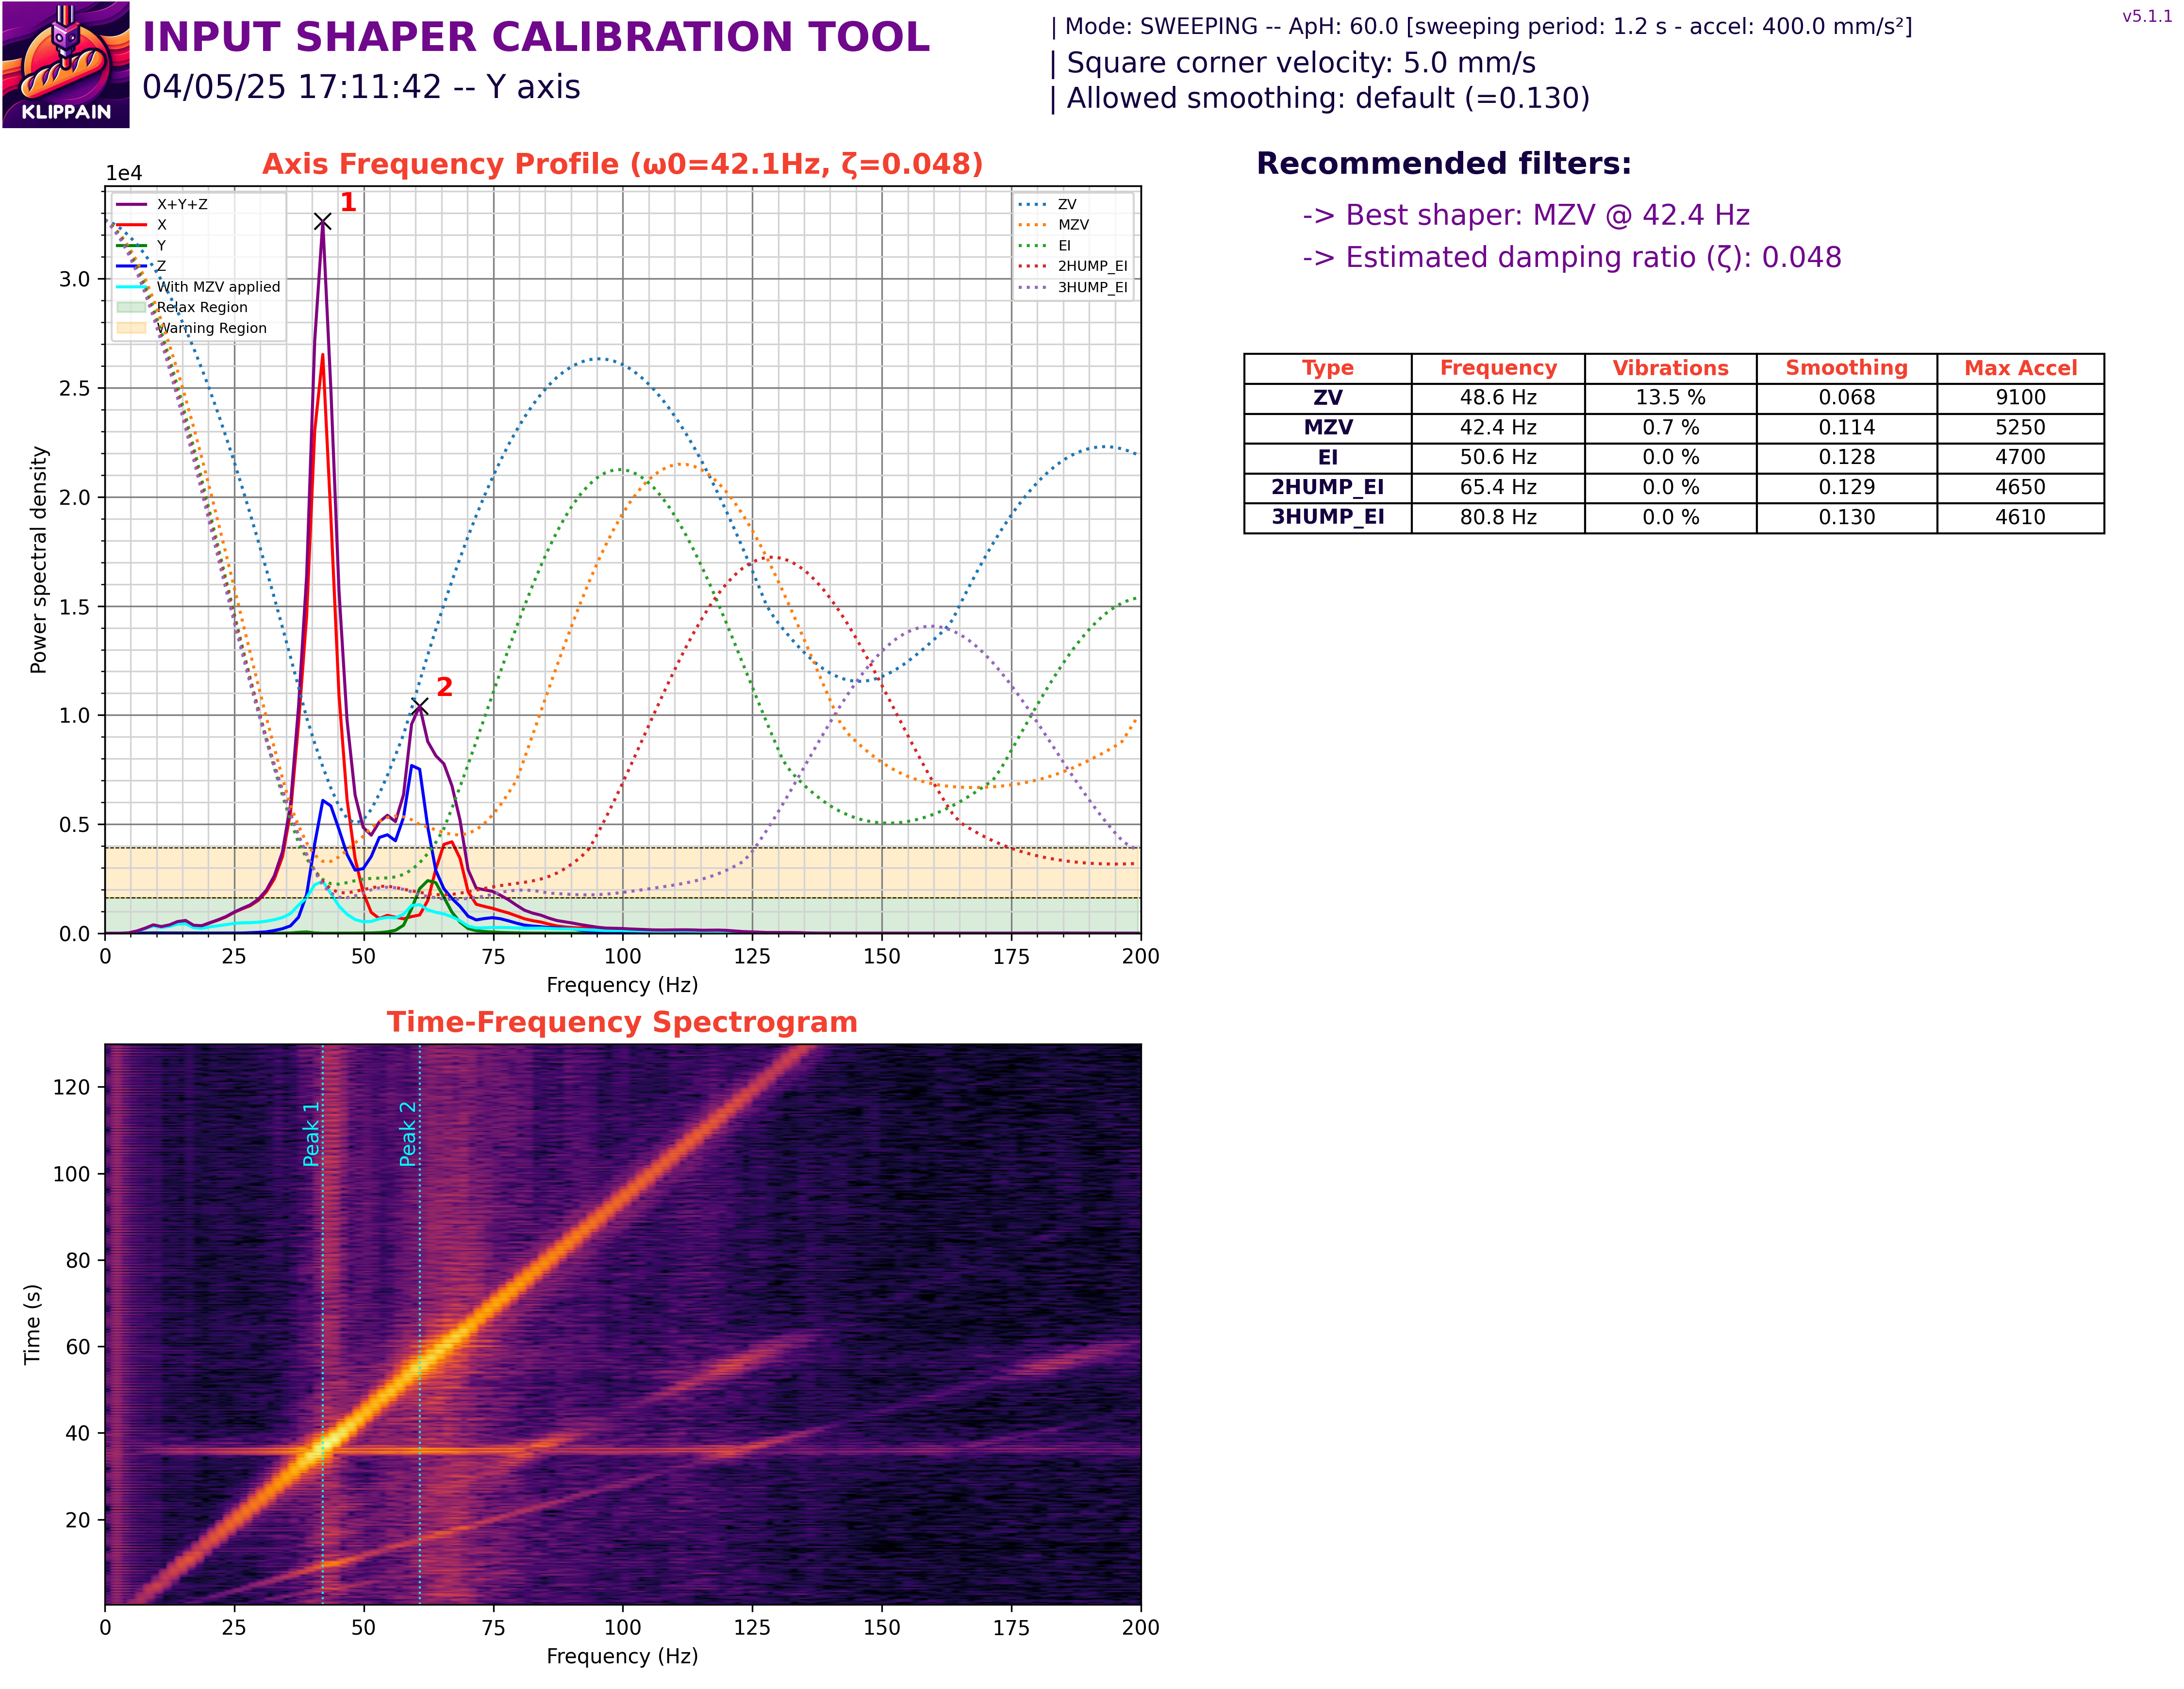 INPUT SHAPER CALIBRATION TOOL
04/05/25 17:11:42 -- Y axis
KLIPPAIN
| Mode: SWEEPING -- ApH: 60.0 [sweeping period: 1.2 s - accel: 400.0 mm/s²]
| Square corner velocity: 5.0 mm/s
| Allowed smoothing: default (=0.130)
v5.1.1
Axis Frequency Profile (ω0=42.1Hz, ζ=0.048)
1e4
X+Y+Z
X
Y
Z
With MZV applied
Relax Region
Warning Region
ZV
MZV
EI
2HUMP_EI
3HUMP_EI
1
2
Power spectral density
3.0
2.5
2.0
1.5
1.0
0.5
0.0
0 25 50 75 100 125 150 175 200
Frequency (Hz)
Recommended filters:
-> Best shaper: MZV @ 42.4 Hz
-> Estimated damping ratio (ζ): 0.048
Type Frequency Vibrations Smoothing Max Accel
ZV 48.6 Hz 13.5 % 0.068 9100
MZV 42.4 Hz 0.7 % 0.114 5250
EI 50.6 Hz 0.0 % 0.128 4700
2HUMP_EI 65.4 Hz 0.0 % 0.129 4650
3HUMP_EI 80.8 Hz 0.0 % 0.130 4610
Time-Frequency Spectrogram
Peak 1
Peak 2
Time (s)
120
100
80
60
40
20
0 25 50 75 100 125 150 175 200
Frequency (Hz)